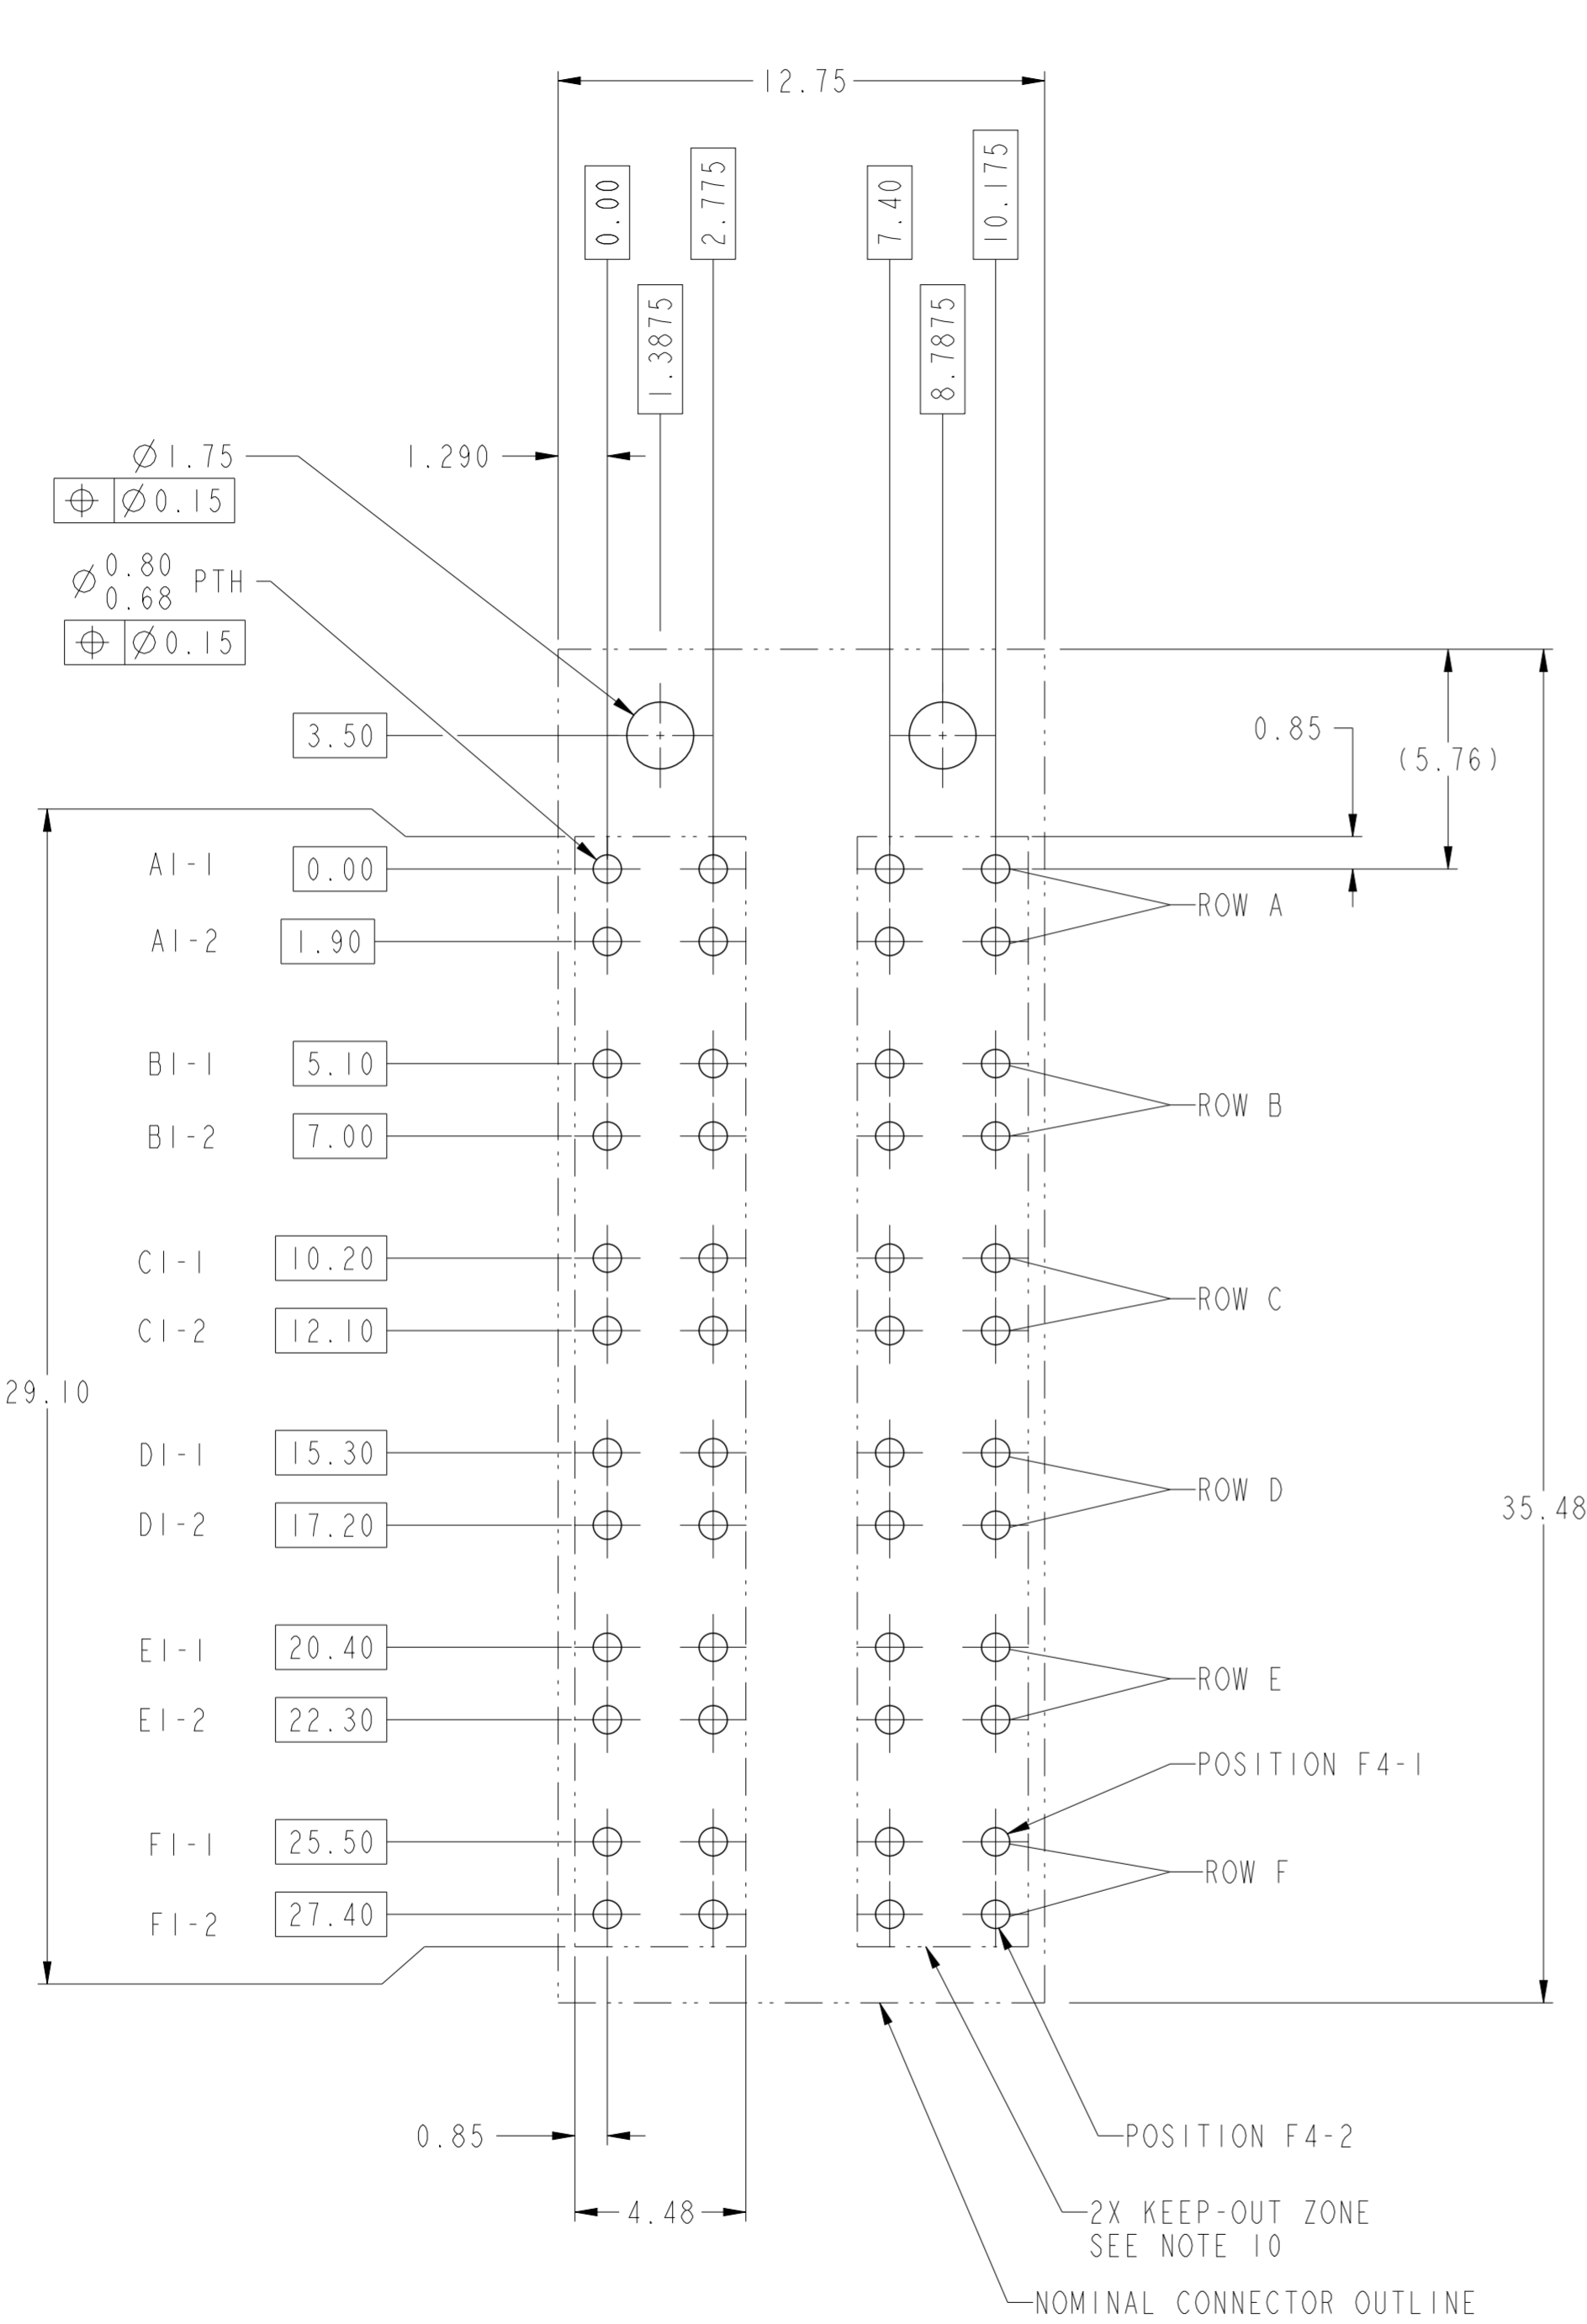 12.75
0.00
2.775
7.40
10.175
1.3875
8.7875
Ø1.75
1.290
⌖ Ø0.15
Ø 0.80
0.68 PTH
⌖ Ø0.15
3.50
0.85
(5.76)
A1-1 0.00
ROW A
A1-2 1.90
B1-1 5.10
ROW B
B1-2 7.00
C1-1 10.20
ROW C
C1-2 12.10
29.10
D1-1 15.30
ROW D
35.48
D1-2 17.20
E1-1 20.40
ROW E
E1-2 22.30
POSITION F4-1
F1-1 25.50
ROW F
F1-2 27.40
0.85
POSITION F4-2
4.48
2X KEEP-OUT ZONE
SEE NOTE 10
NOMINAL CONNECTOR OUTLINE